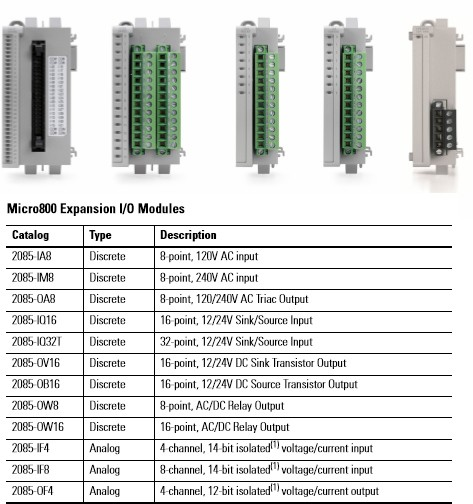 Micro800 Expansion I/O Modules
Catalog Type Description
2085-IA8 Discrete 8-point, 120V AC input
2085-IM8 Discrete 8-point, 240V AC input
2085-OA8 Discrete 8-point, 120/240V AC Triac Output
2085-IQ16 Discrete 16-point, 12/24V Sink/Source Input
2085-IQ32T Discrete 32-point, 12/24V Sink/Source Input
2085-OV16 Discrete 16-point, 12/24V DC Sink Transistor Output
2085-OB16 Discrete 16-point, 12/24V DC Source Transistor Output
2085-OW8 Discrete 8-point, AC/DC Relay Output
2085-OW16 Discrete 16-point, AC/DC Relay Output
2085-IF4 Analog 4-channel, 14-bit isolated(1) voltage/current input
2085-IF8 Analog 8-channel, 14-bit isolated(1) voltage/current input
2085-OF4 Analog 4-channel, 12-bit isolated(1) voltage/current output